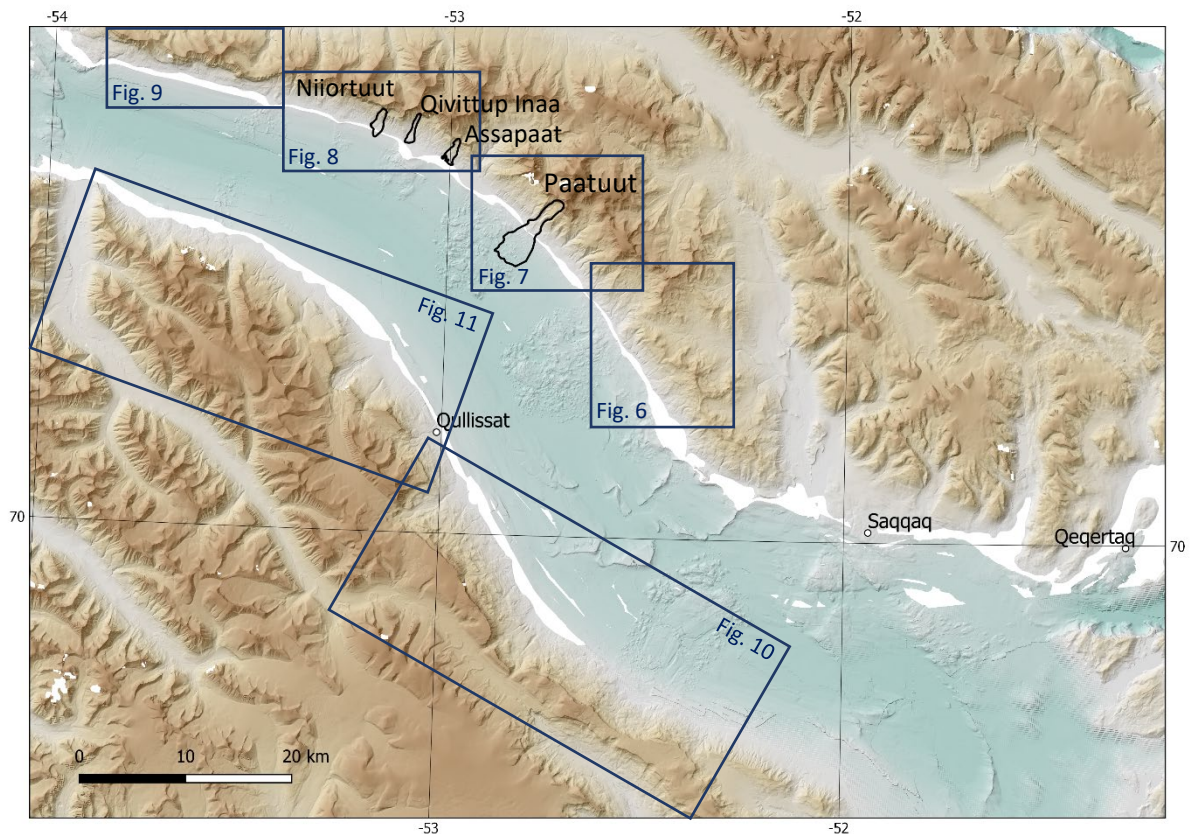 -54
-53
-52
Fig. 9
Niiortuut
Qivittup Inaa
Assapaat
Fig. 8
Paatuut
Fig. 7
Fig. 11
Fig. 6
Qullissat
70
Saqqaq
Qeqertaq
70
Fig. 10
0 10 20 km
-53
-52